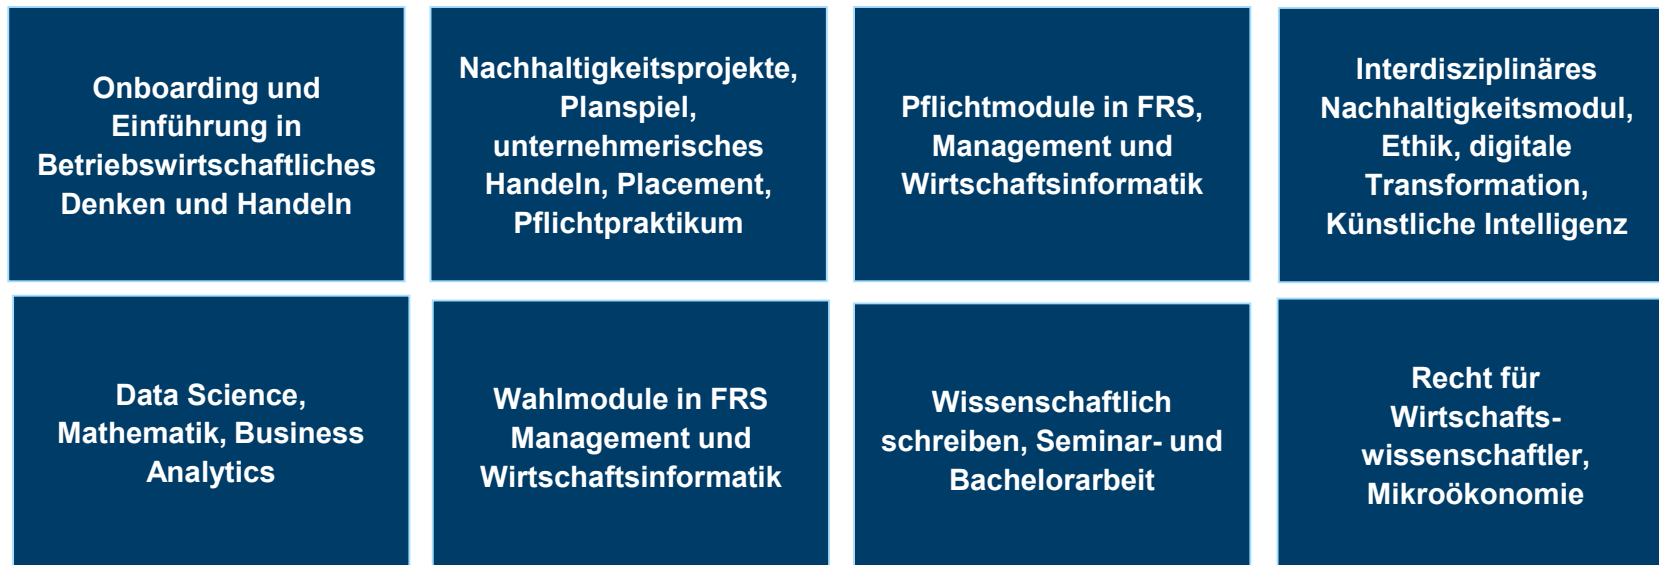 Onboarding und
Einführung in
Betriebswirtschaftliches
Denken und Handeln
Nachhaltigkeitsprojekte,
Planspiel,
unternehmerisches
Handeln, Placement,
Pflichtpraktikum
Pflichtmodule in FRS,
Management und
Wirtschaftsinformatik
Interdisziplinäres
Nachhaltigkeitsmodul,
Ethik, digitale
Transformation,
Künstliche Intelligenz
Data Science,
Mathematik, Business
Analytics
Wahlmodule in FRS
Management und
Wirtschaftsinformatik
Wissenschaftlich
schreiben, Seminar- und
Bachelorarbeit
Recht für
Wirtschafts-
wissenschaftler,
Mikroökonomie